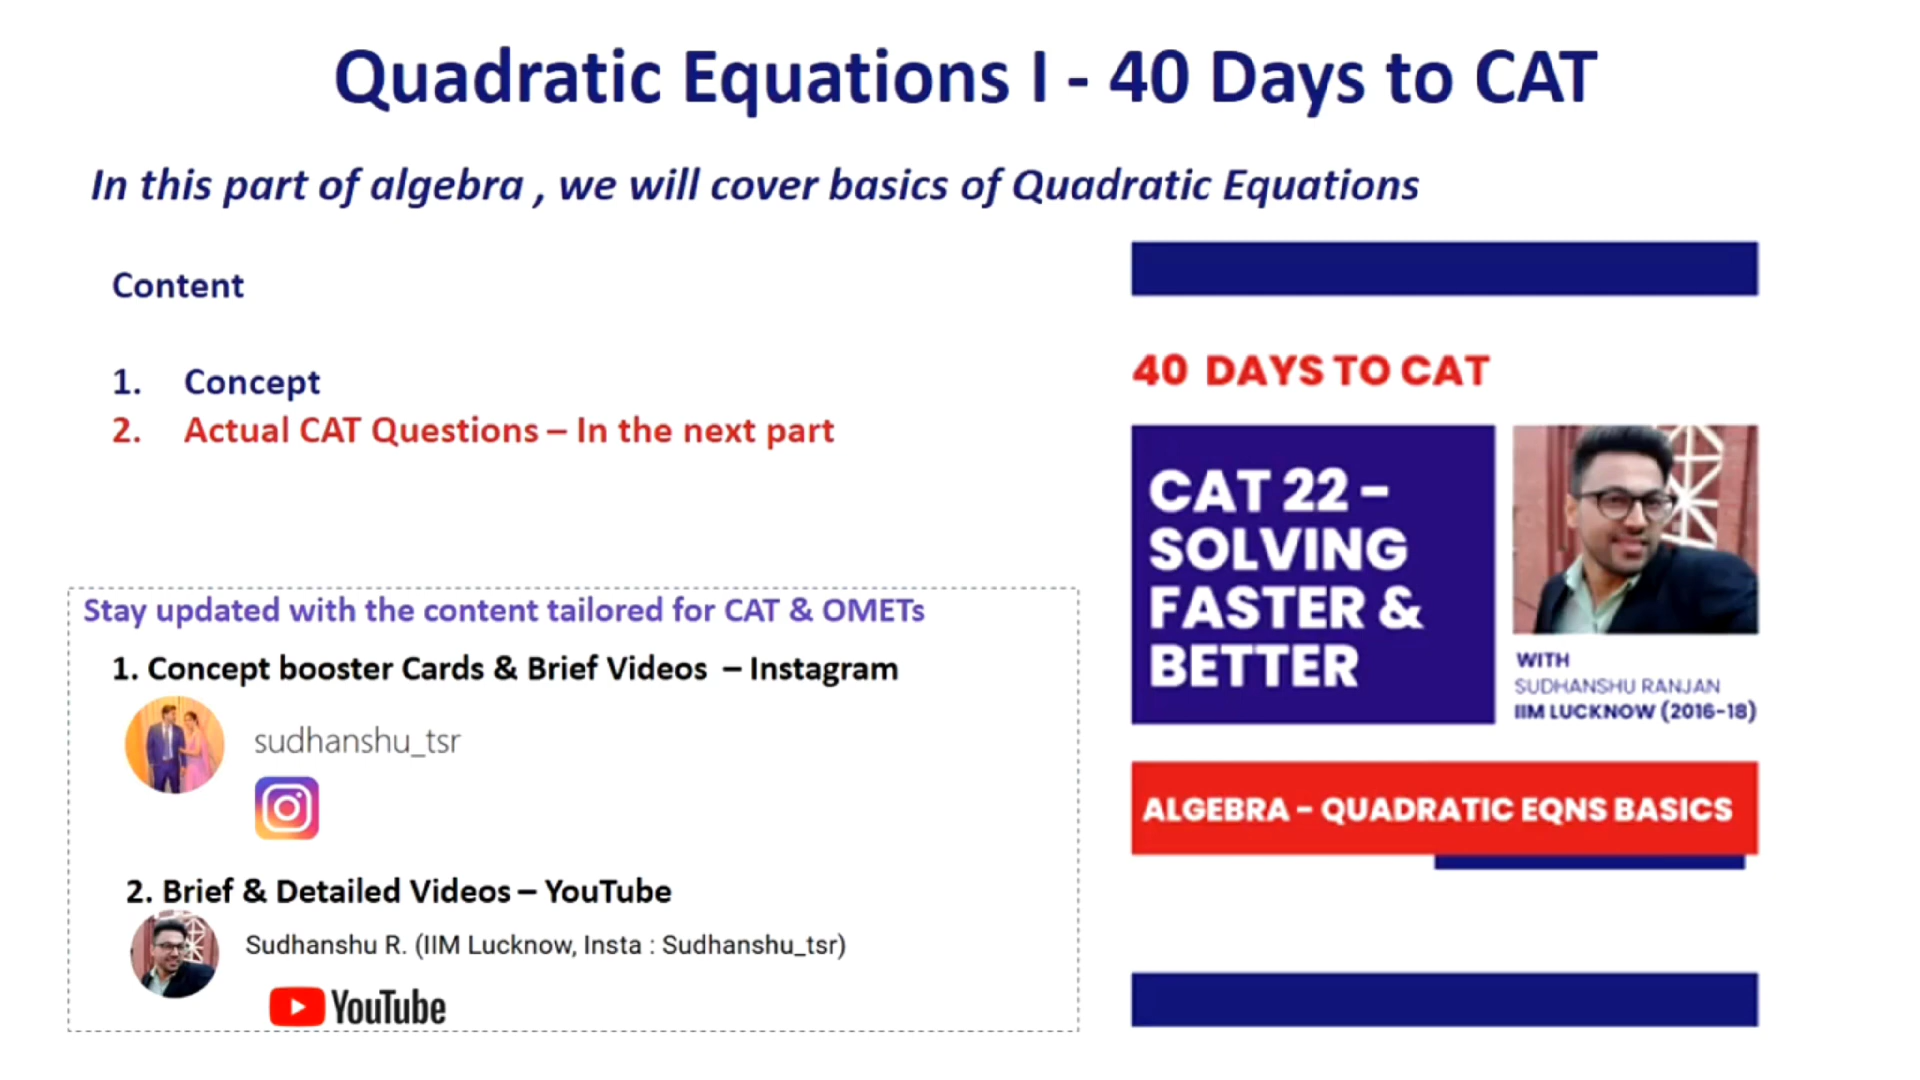 Quadratic Equations I - 40 Days to CAT
In this part of algebra , we will cover basics of Quadratic Equations
Content
1. Concept
2. Actual CAT Questions – In the next part
Stay updated with the content tailored for CAT & OMETs
1. Concept booster Cards & Brief Videos – Instagram
sudhanshu_tsr
2. Brief & Detailed Videos – YouTube
Sudhanshu R. (IIM Lucknow, Insta : Sudhanshu_tsr)
YouTube
40 DAYS TO CAT
CAT 22 -
SOLVING
FASTER &
BETTER
WITH
SUDHANSHU RANJAN
IIM LUCKNOW (2016-18)
ALGEBRA - QUADRATIC EQNS BASICS